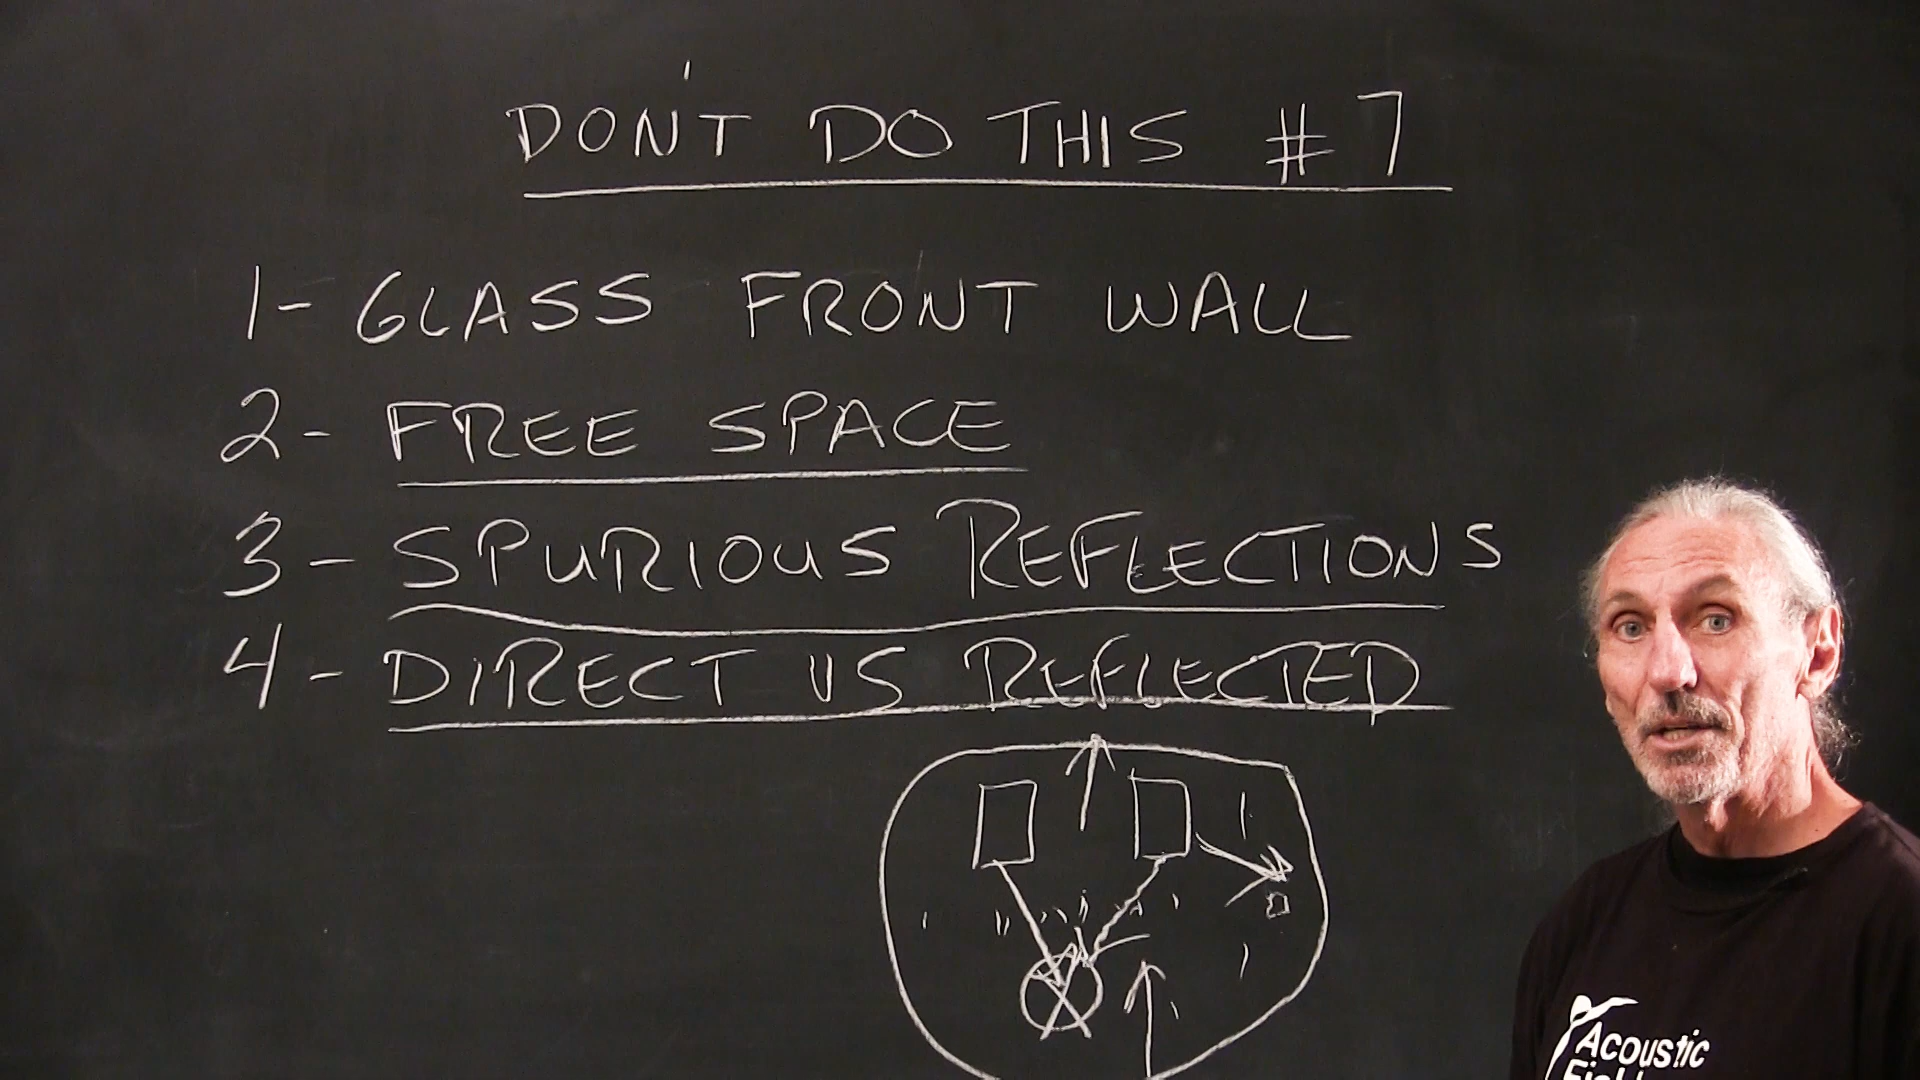 DON'T DO THIS #7
1- GLASS FRONT WALL
2- FREE SPACE
3- SPURIOUS REFLECTIONS
4- DIRECT VS REFLECTED
Acoustic